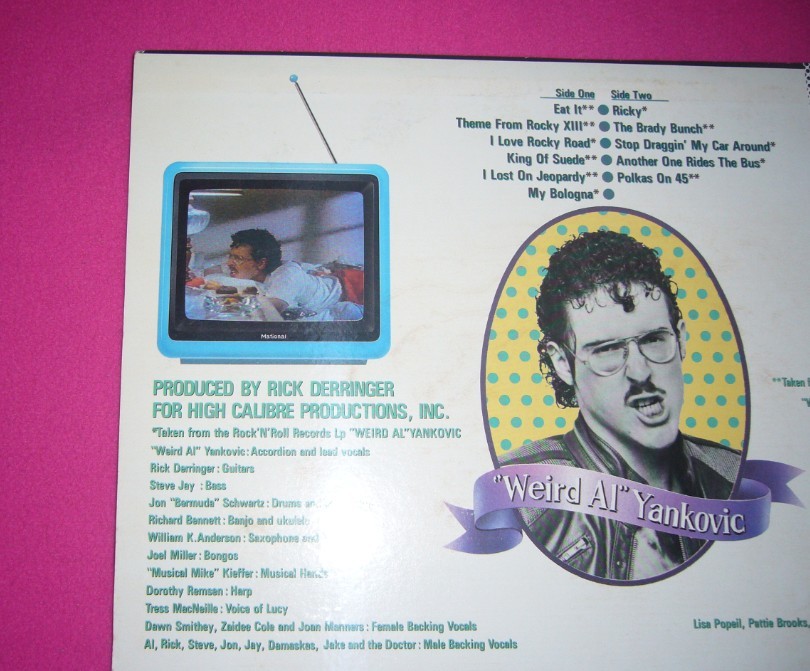 Side One Side Two
Eat It** Ricky*
Theme From Rocky XIII** The Brady Bunch**
I Love Rocky Road* Stop Draggin' My Car Around*
King Of Suede** Another One Rides The Bus*
I Lost On Jeopardy** Polkas On 45**
My Bologna*
National
PRODUCED BY RICK DERRINGER
FOR HIGH CALIBRE PRODUCTIONS, INC.
*Taken from the Rock'N'Roll Records Lp "WEIRD AL"YANKOVIC
"Weird Al" Yankovic: Accordion and lead vocals
Rick Derringer: Guitars
Steve Jay : Bass
Jon "Bermuda" Schwartz: Drums and
Richard Bennett: Banjo and ukulele
William K.Anderson: Saxophone and
Joel Miller: Bongos
"Musical Mike" Kieffer: Musical Hands
Dorothy Remsen: Harp
Tress MacNeille: Voice of Lucy
Dawn Smithey, Zaidee Cole and Joan Manners: Female Backing Vocals
Al, Rick, Steve, Jon, Jay, Damaskas, Jake and the Doctor: Male Backing Vocals
"Weird Al" Yankovic
**Taken
Lisa Popeil, Pattie Brooks,